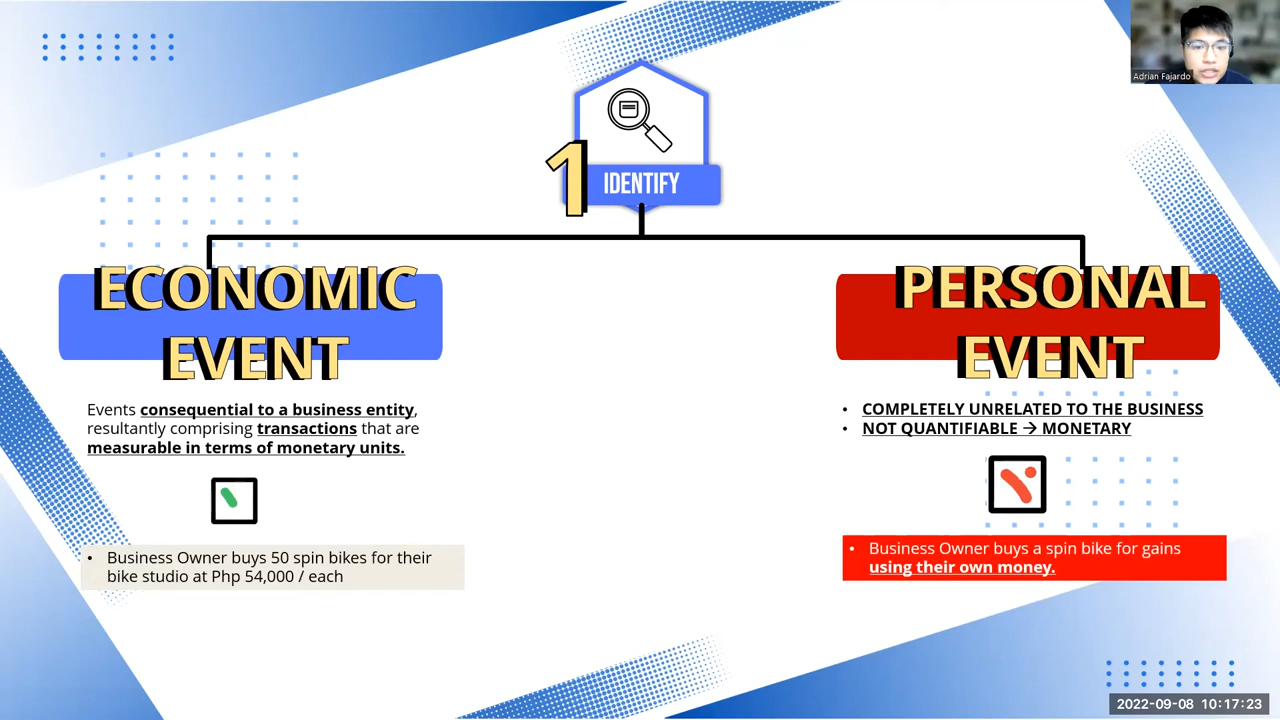 Adrian Fajardo
1
IDENTIFY
ECONOMIC
EVENT
Events consequential to a business entity,
resultantly comprising transactions that are
measurable in terms of monetary units.
• Business Owner buys 50 spin bikes for their
bike studio at Php 54,000 / each
PERSONAL
EVENT
• COMPLETELY UNRELATED TO THE BUSINESS
• NOT QUANTIFIABLE → MONETARY
• Business Owner buys a spin bike for gains
using their own money.
2022-09-08 10:17:23